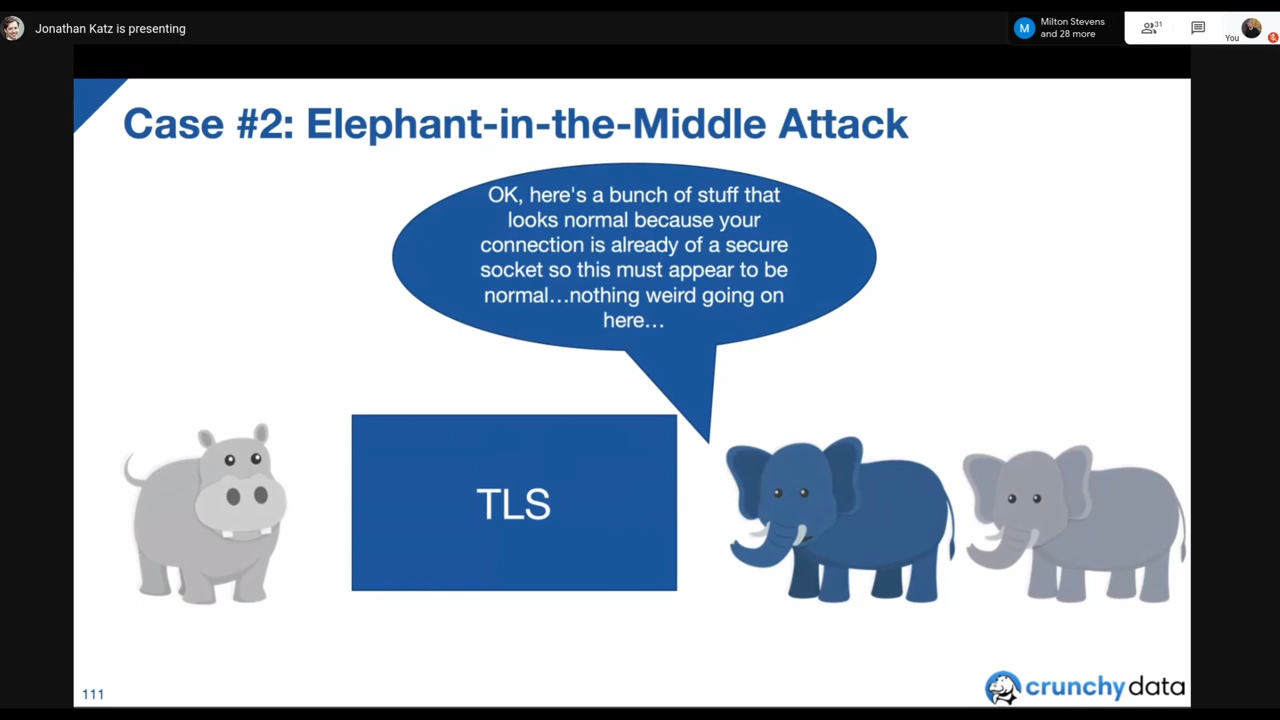 Jonathan Katz is presenting
M
Milton Stevens
and 28 more
31
You
Case #2: Elephant-in-the-Middle Attack
OK, here's a bunch of stuff that
looks normal because your
connection is already of a secure
socket so this must appear to be
normal…nothing weird going on
here…
TLS
111
crunchy data